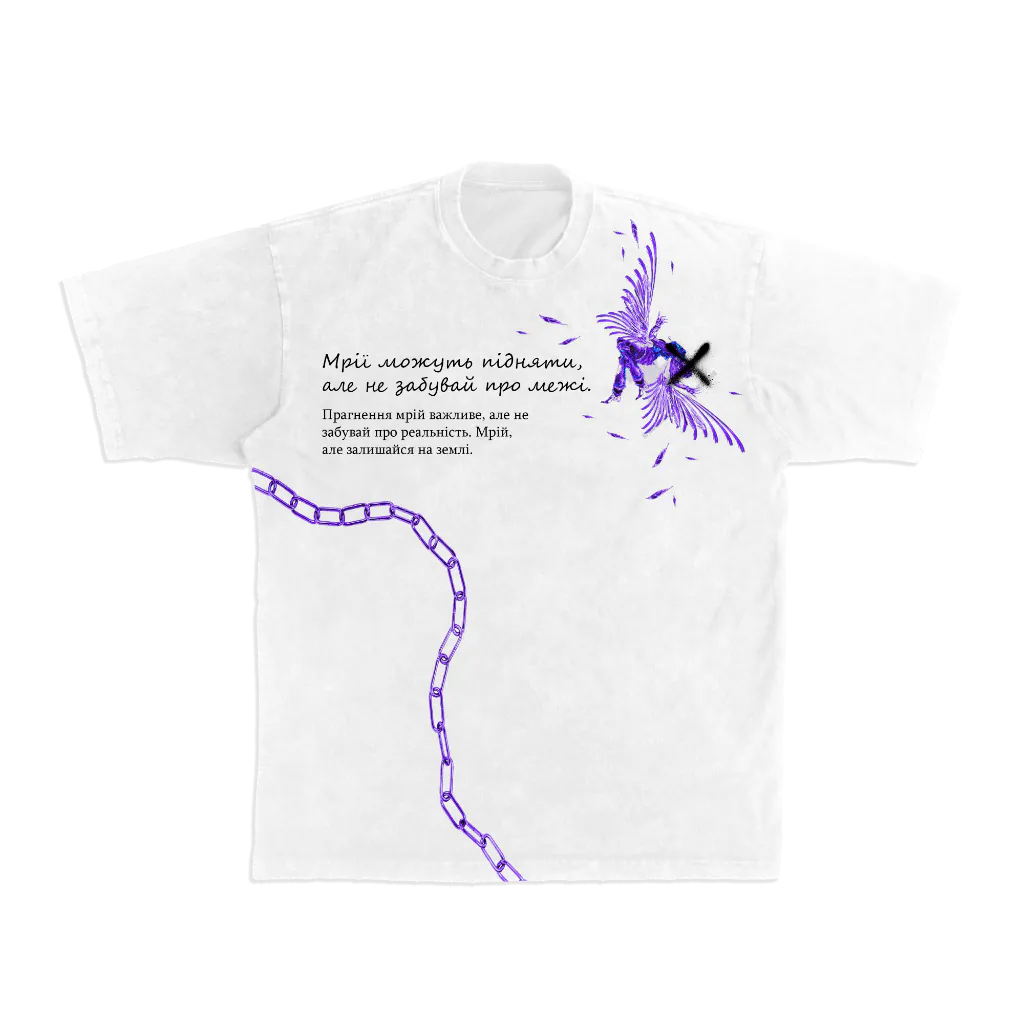 Мрії можуть підняти,
але не забувай про межі.
Прагнення мрій важливе, але не
забувай про реальність. Мрій,
але залишайся на землі.